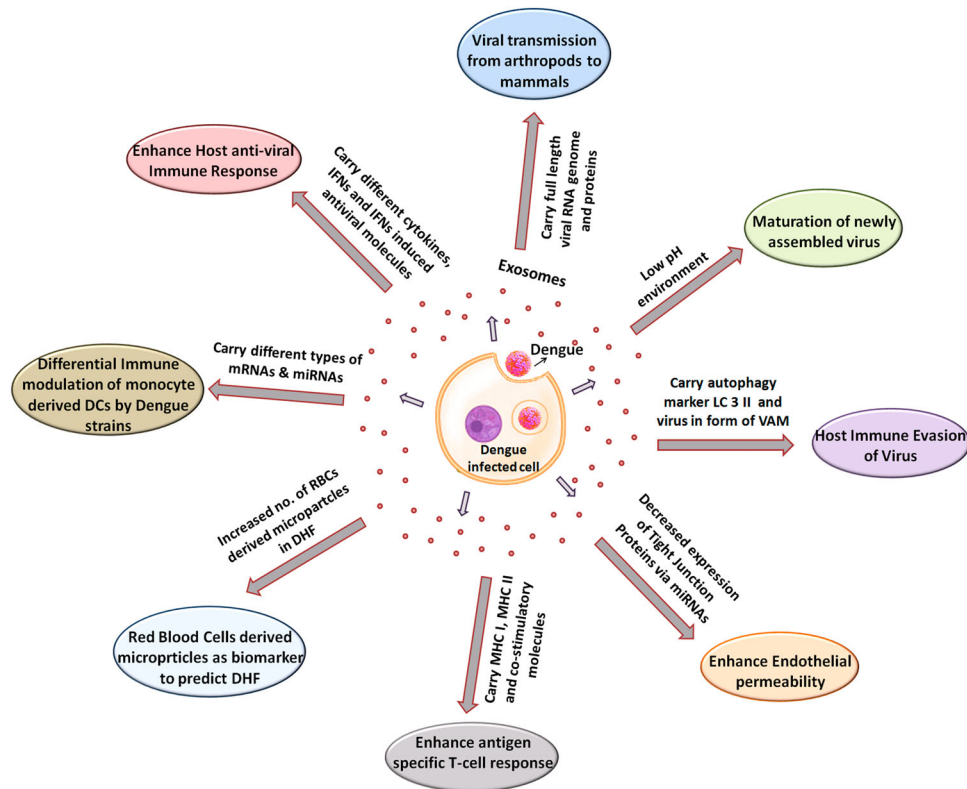 Viral transmission
from arthropods to
mammals
Carry full length
viral RNA genome
and proteins
Exosomes
Enhance Host anti-viral
Immune Response
Carry different cytokines,
IFNs and IFNs induced
antiviral molecules
Maturation of newly
assembled virus
Low pH
environment
Dengue
Dengue
infected cell
Differential Immune
modulation of monocyte
derived DCs by Dengue
strains
Carry different types of
mRNAs & miRNAs
Carry autophagy
marker LC 3 II and
virus in form of VAM
Host Immune Evasion
of Virus
Increased no. of RBCs
derived micropartcles
in DHF
Red Blood Cells derived
microprticles as biomarker
to predict DHF
Carry MHC I, MHC II
and co-stimulatory
molecules
Enhance antigen
specific T-cell response
Decreased expression
of Tight Junction
Proteins via miRNAs
Enhance Endothelial
permeability